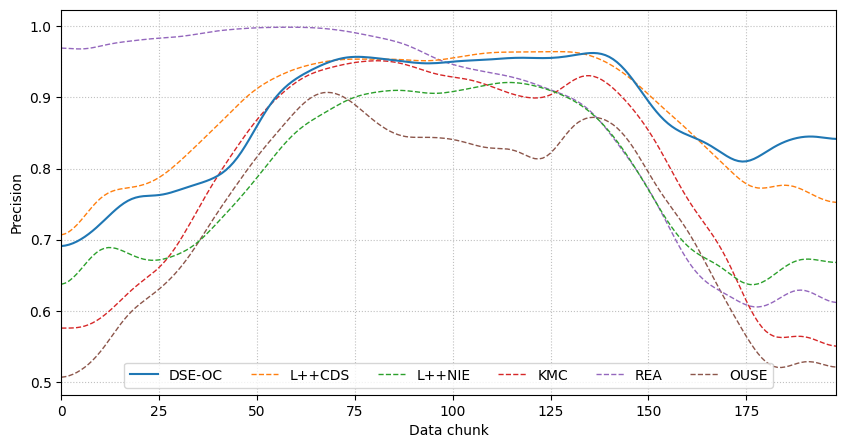 1.0
0.9
0.8
0.7
0.6
0.5
Precision
DSE-OC L++CDS L++NIE KMC REA OUSE
0 25 50 75 100 125 150 175
Data chunk